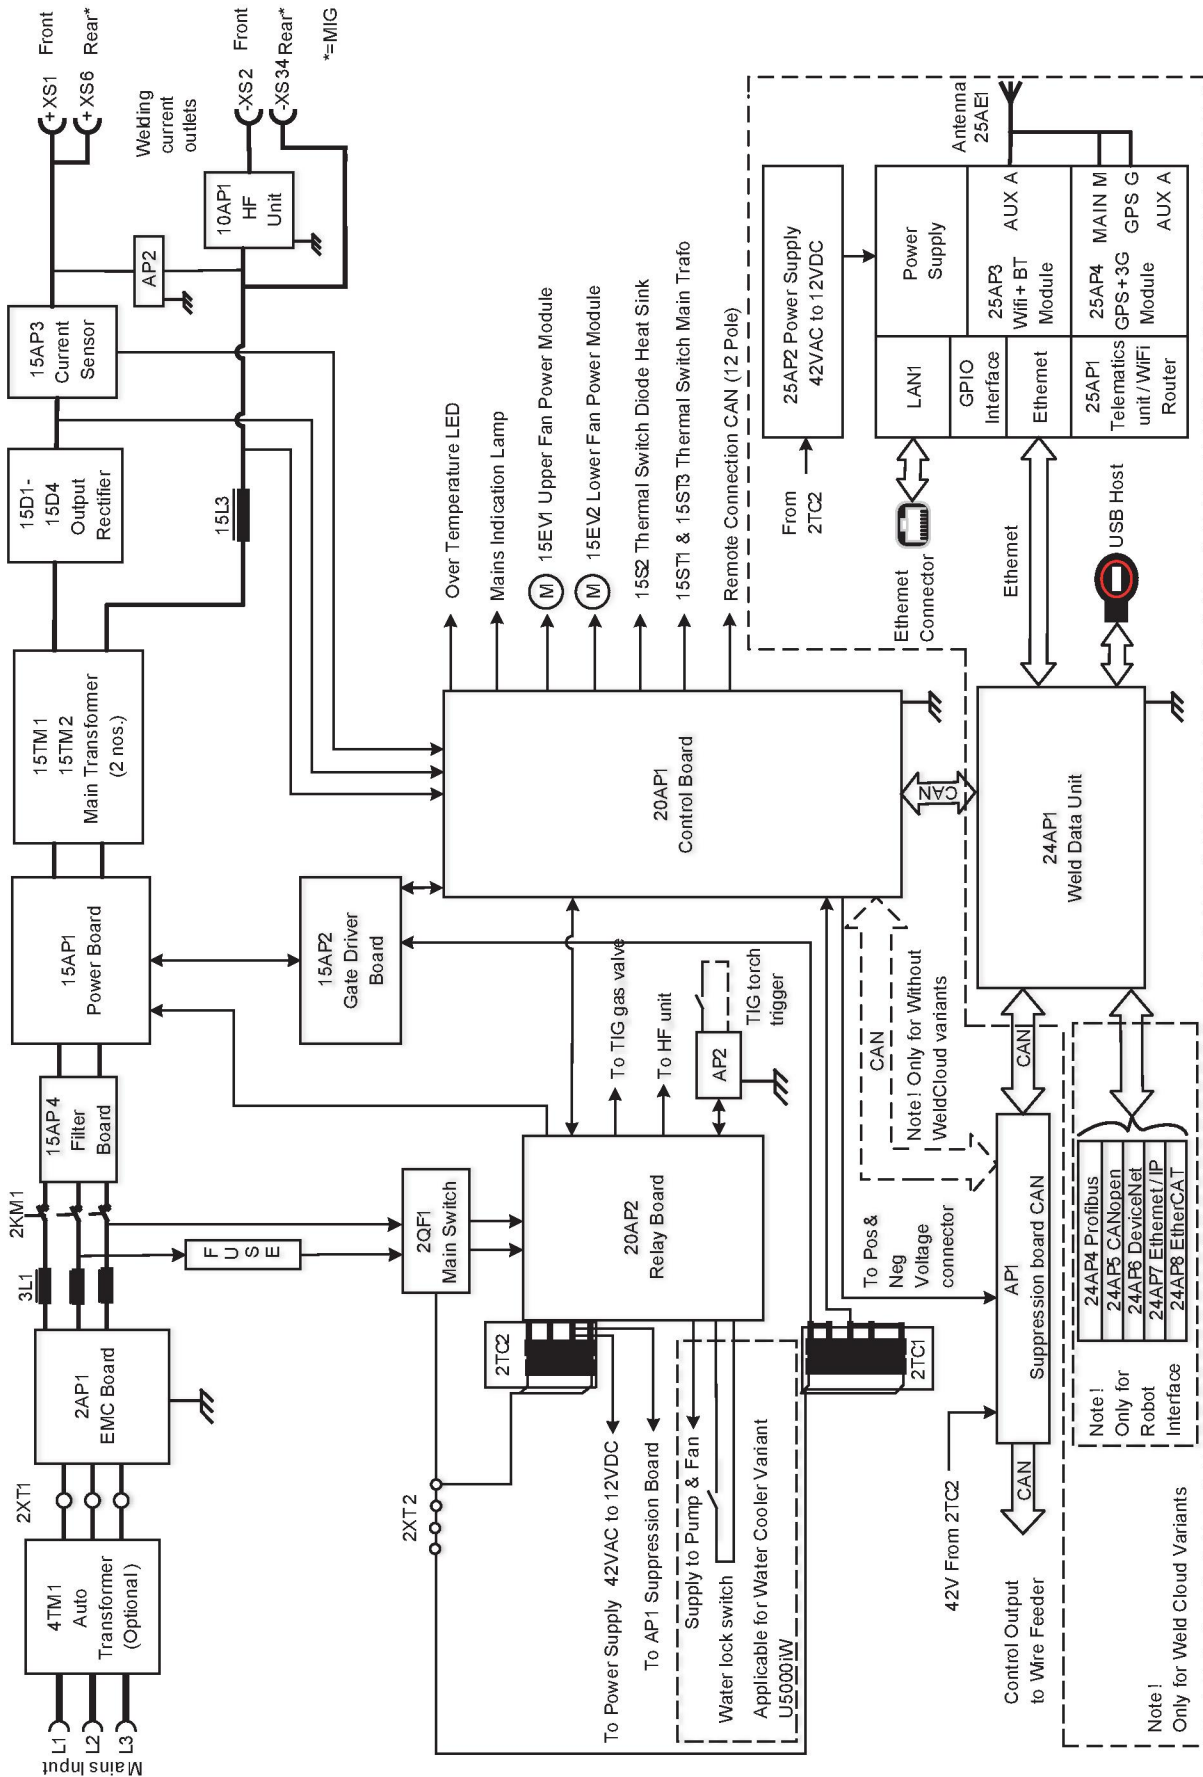 L1
L2
L3
Mains Input
4TM1
Auto
Transformer
(Optional)
2XT1
2AP1
EMC Board
3L1
2KM1
15AP4
Filter
Board
15AP1
Power Board
15TM1
15TM2
Main Transformer
(2 nos.)
15D1-
15D4
Output
Rectifier
15L3
15AP3
Current
Sensor
AP2
10AP1
HF
Unit
Welding
current
outlets
+XS1 Front
+XS6 Rear*
-XS2 Front
-XS34 Rear*
*=MIG
FUSE
2QF1
Main Switch
15AP2
Gate Driver
Board
2TC2
2XT2
20AP2
Relay Board
To TIG gas valve
To HF unit
AP2
TIG torch
trigger
To Power Supply 42VAC to 12VDC
To AP1 Suppression Board
Supply to Pump & Fan
Water lock switch
Applicable for Water Cooler Variant
U5000iW
2TC1
20AP1
Control Board
Over Temperature LED
Mains Indication Lamp
M
15EV1 Upper Fan Power Module
M
15EV2 Lower Fan Power Module
15S2 Thermal Switch Diode Heat Sink
15ST1 & 15ST3 Thermal Switch Main Trafo
Remote Connection CAN (12 Pole)
To Pos&
Neg
Voltage
connector
CAN
Note! Only for Without
WeldCloud variants
CAN
42V From 2TC2
AP1
Suppression board CAN
CAN
CAN
Control Output
to Wire Feeder
24AP1
Weld Data Unit
Ethernet
USB Host
Ethernet
Connector
From
2TC2
25AP2 Power Supply
42VAC to 12VDC
LAN1
GPIO
Interface
Ethernet
25AP1
Telematics
unit / WiFi
Router
Power
Supply
25AP3
Wifi+BT
Module
AUX A
25AP4
GPS+3G
Module
MAIN M
GPS G
AUX A
Antenna
25AE1
24AP4 Profibus
24AP5 CANopen
24AP6 DeviceNet
24AP7 Ethernet/IP
24AP8 EtherCAT
Note!
Only for
Robot
Interface
Note!
Only for Weld Cloud Variants